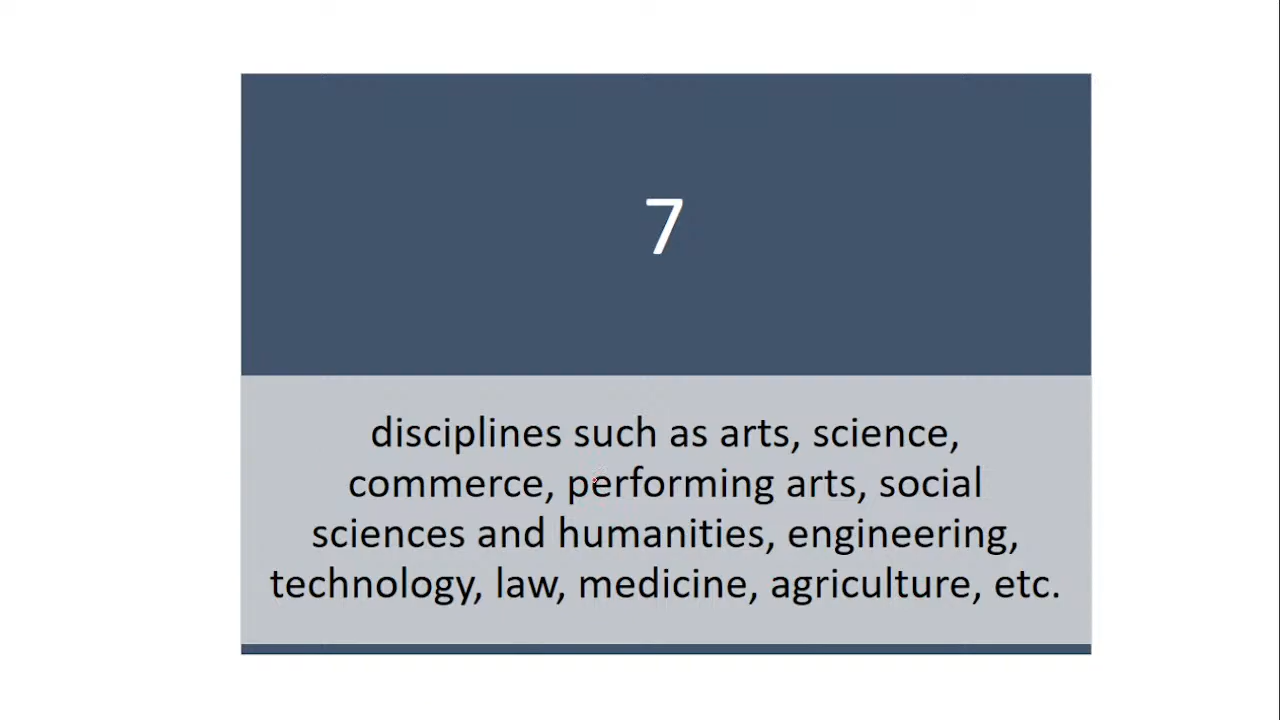 7
disciplines such as arts, science,
commerce, performing arts, social
sciences and humanities, engineering,
technology, law, medicine, agriculture, etc.